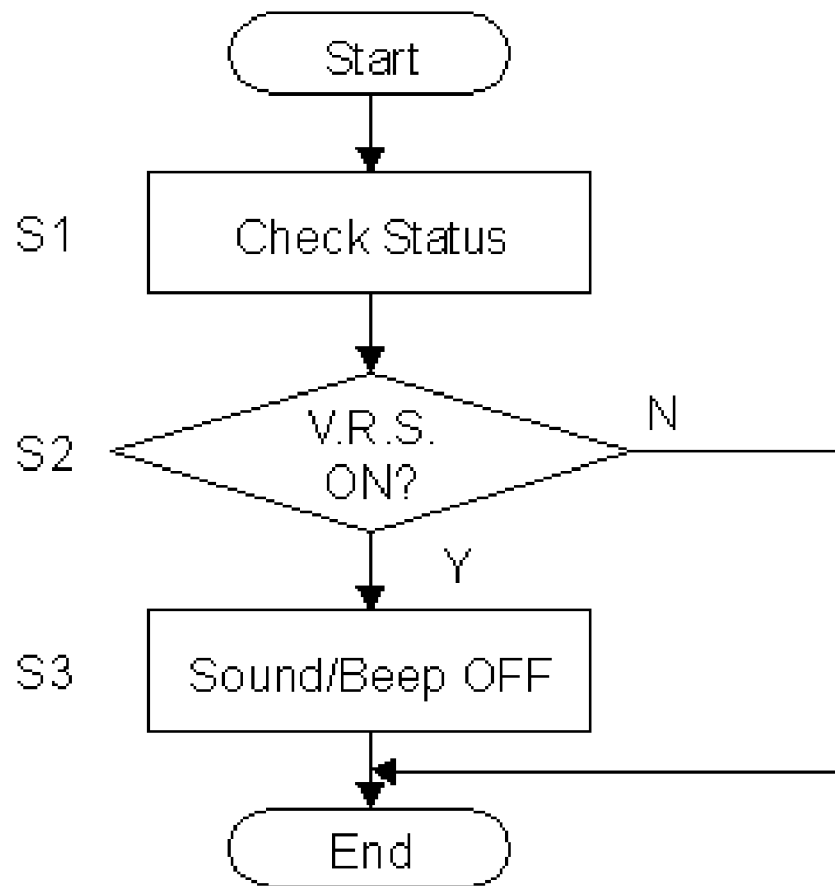 Start
S1
Check Status
S2
V.R.S.
ON?
N
Y
S3
Sound/Beep OFF
End